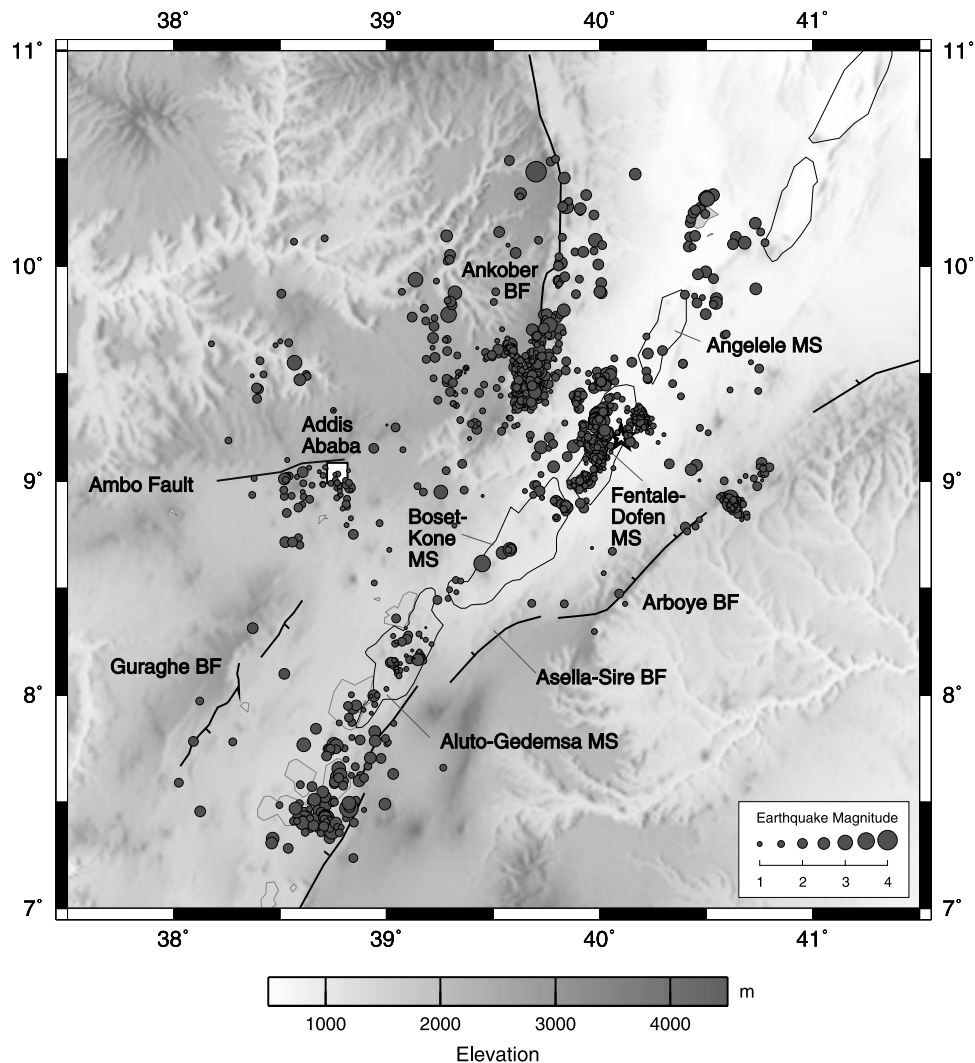 38˚ 39˚ 40˚ 41˚
11˚ 11˚
10˚ 10˚
Ankober
BF
Angelele MS
Addis
Ababa
9˚ 9˚
Ambo Fault
Fentale-
Dofen
MS
Boset-
Kone
MS
Arboye BF
Guraghe BF
Asella-Sire BF
8˚ 8˚
Aluto-Gedemsa MS
Earthquake Magnitude
1 2 3 4
7˚ 7˚
38˚ 39˚ 40˚ 41˚
m
1000 2000 3000 4000
Elevation